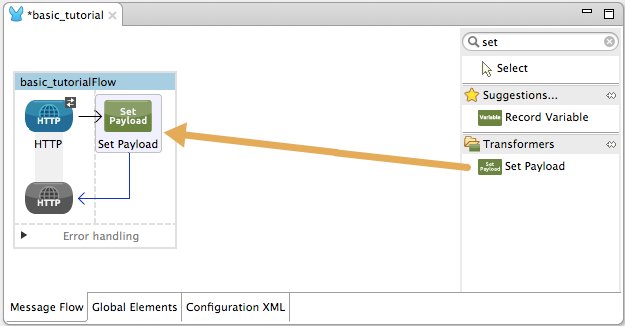 *basic_tutorial
set
Select
Suggestions...
Variable
Record Variable
Transformers
Set
Payload
Set Payload
basic_tutorialFlow
HTTP
Set
Payload
HTTP
Set Payload
HTTP
Error handling
Message Flow
Global Elements
Configuration XML